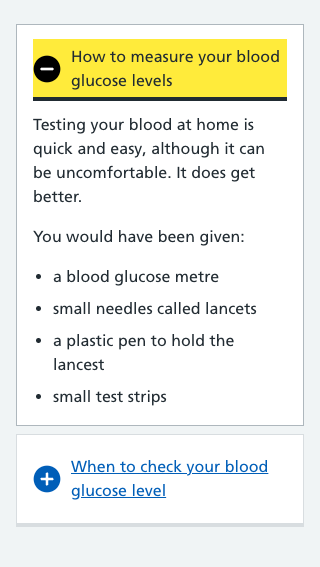 How to measure your blood
glucose levels
Testing your blood at home is
quick and easy, although it can
be uncomfortable. It does get
better.
You would have been given:
• a blood glucose metre
• small needles called lancets
• a plastic pen to hold the
lancest
• small test strips
When to check your blood
glucose level